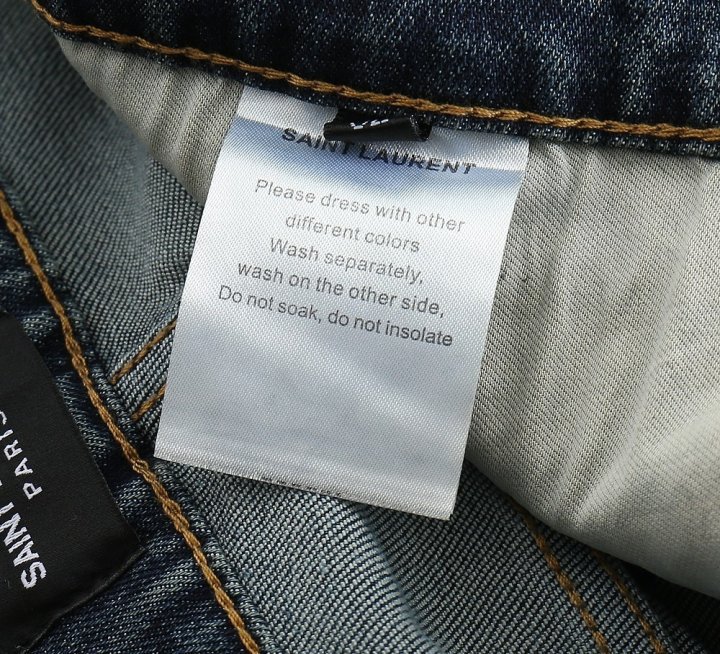 SAINT LAURENT
Please dress with other
different colors
Wash separately,
wash on the other side,
Do not soak, do not insolate
SAINT
PARIS